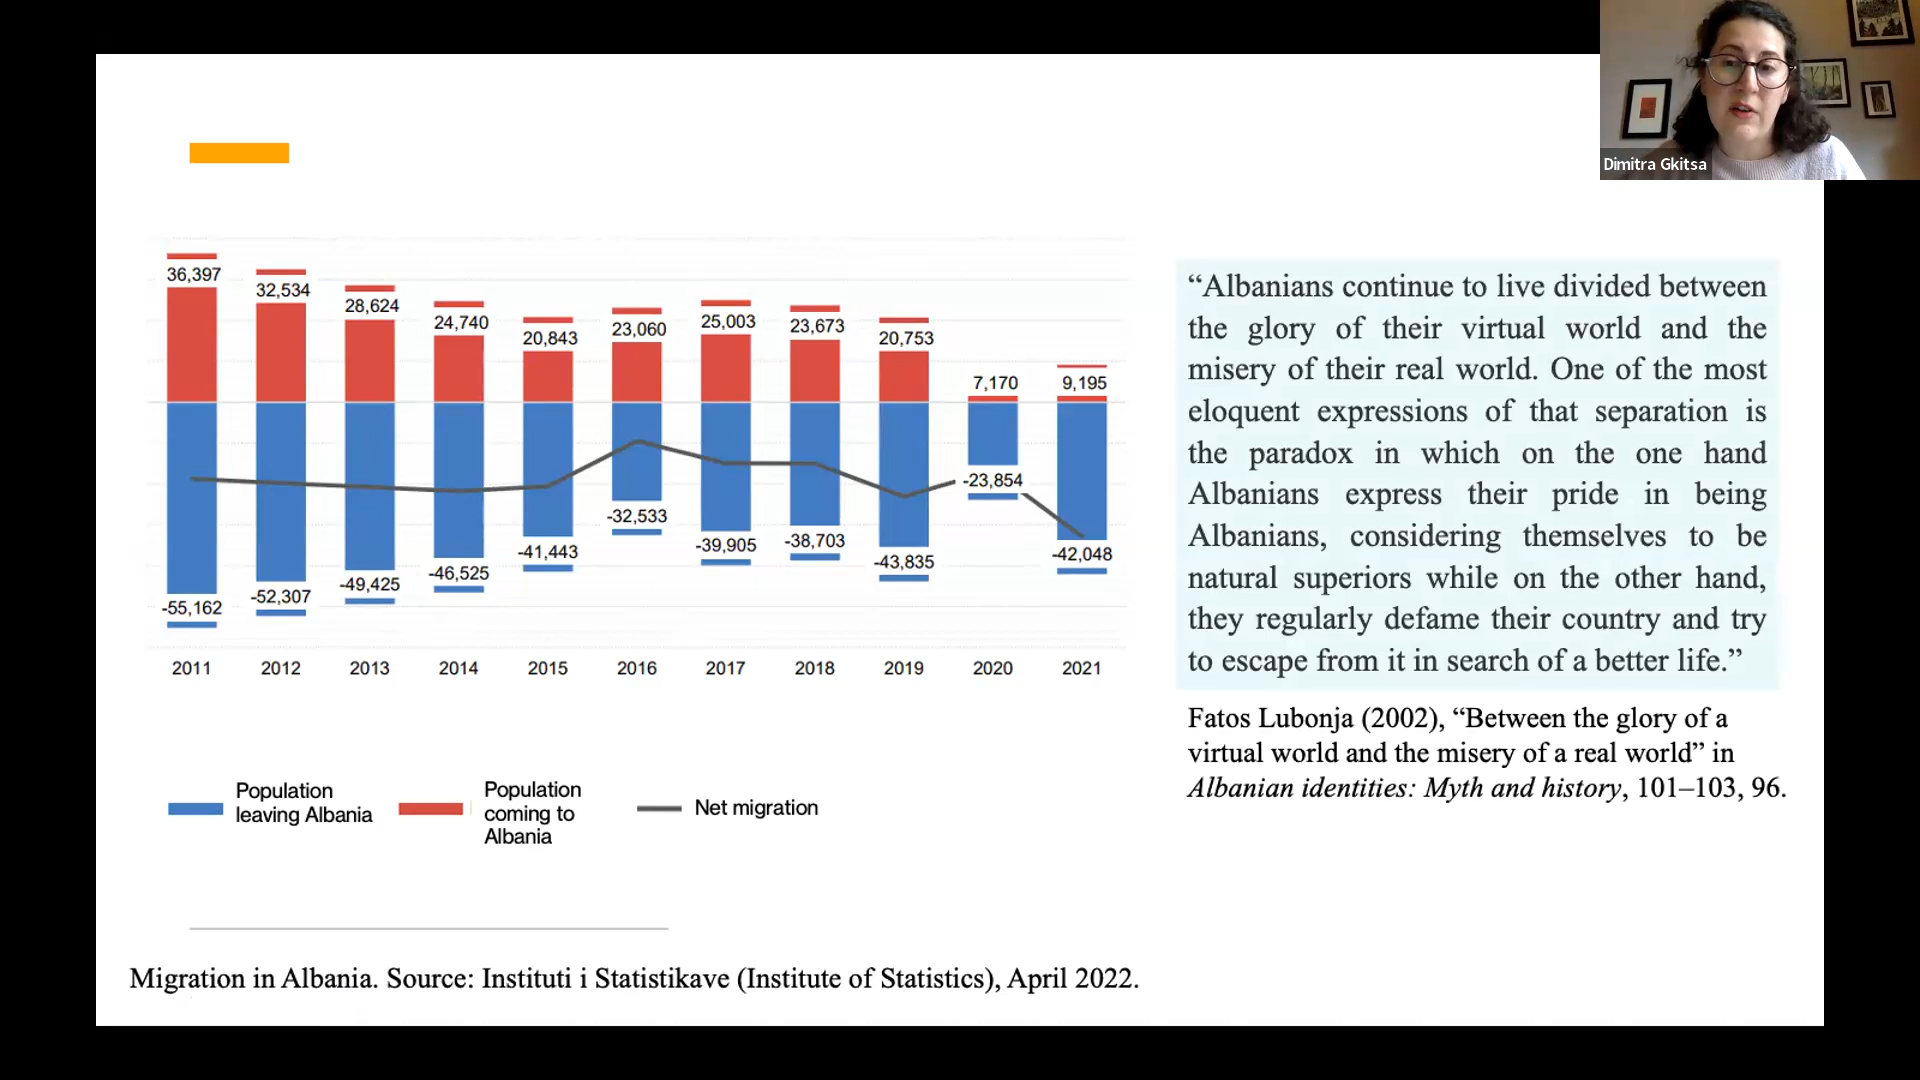 Dimitra Gkitsa
36,397
32,534
28,624
24,740
20,843
23,060
25,003
23,673
20,753
7,170
9,195
-55,162
-52,307
-49,425
-46,525
-41,443
-32,533
-39,905
-38,703
-43,835
-23,854
-42,048
2011 2012 2013 2014 2015 2016 2017 2018 2019 2020 2021
Population
leaving Albania
Population
coming to
Albania
Net migration
“Albanians continue to live divided between
the glory of their virtual world and the
misery of their real world. One of the most
eloquent expressions of that separation is
the paradox in which on the one hand
Albanians express their pride in being
Albanians, considering themselves to be
natural superiors while on the other hand,
they regularly defame their country and try
to escape from it in search of a better life.”
Fatos Lubonja (2002), “Between the glory of a
virtual world and the misery of a real world” in
Albanian identities: Myth and history, 101–103, 96.
Migration in Albania. Source: Instituti i Statistikave (Institute of Statistics), April 2022.